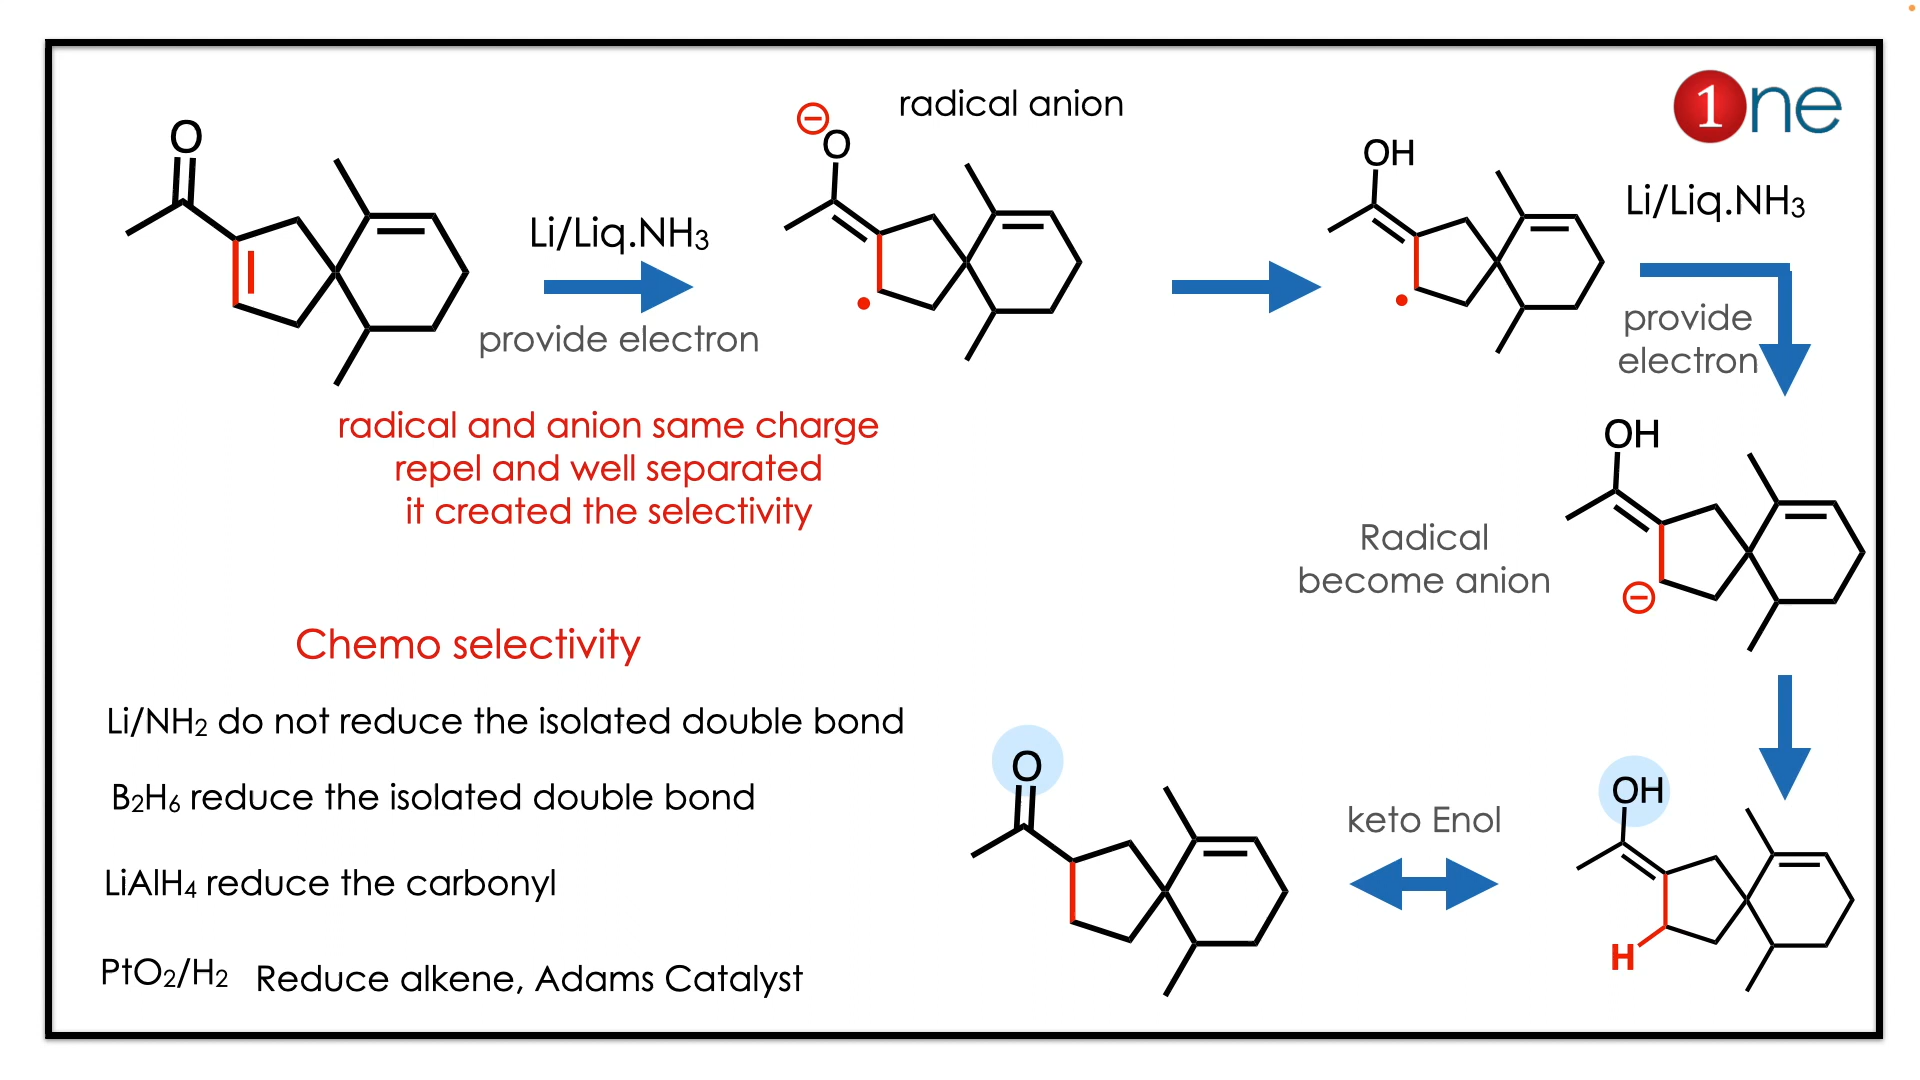 radical anion
1ne
O
⊖
O
OH
Li/Liq.NH₃
Li/Liq.NH₃
provide electron
provide
electron
radical and anion same charge
repel and well separated
it created the selectivity
OH
Radical
become anion
⊖
Chemo selectivity
Li/NH₂ do not reduce the isolated double bond
B₂H₆ reduce the isolated double bond
LiAlH₄ reduce the carbonyl
PtO₂/H₂ Reduce alkene, Adams Catalyst
O
keto Enol
OH
H